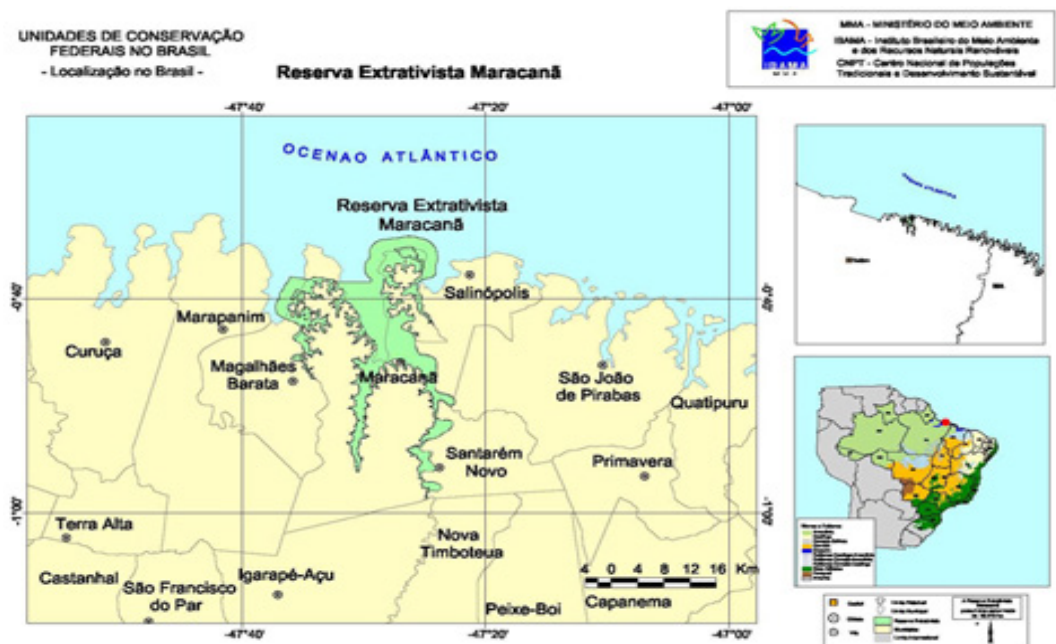 UNIDADES DE CONSERVAÇÃO
FEDERAIS NO BRASIL
- Localização no Brasil -
Reserva Extrativista Maracanã
IBAMA
M M A
MMA - MINISTÉRIO DO MEIO AMBIENTE
IBAMA - Instituto Brasileiro do Meio Ambiente
e dos Recursos Naturais Renováveis
CNPT - Centro Nacional de Populações
Tradicionais e Desenvolvimento Sustentável
-47°40'
-47°20'
-47°00'
OCENAO ATLÂNTICO
Reserva Extrativista
Maracanã
Salinópolis
-0°40'
-0°40'
Marapanim
Curuça
Magalhães
Barata
Maracanã
São João
de Pirabas
Quatipuru
Santarém
Novo
Primavera
-1°00'
-1°00'
Terra Alta
Nova
Timboteua
Castanhal
São Francisco
do Par
Igarapé-Açu
Peixe-Boi
Capanema
4 0 4 8 12 16 Km
-47°40'
-47°20'
-47°00'
OCENAO ATLÂNTICO